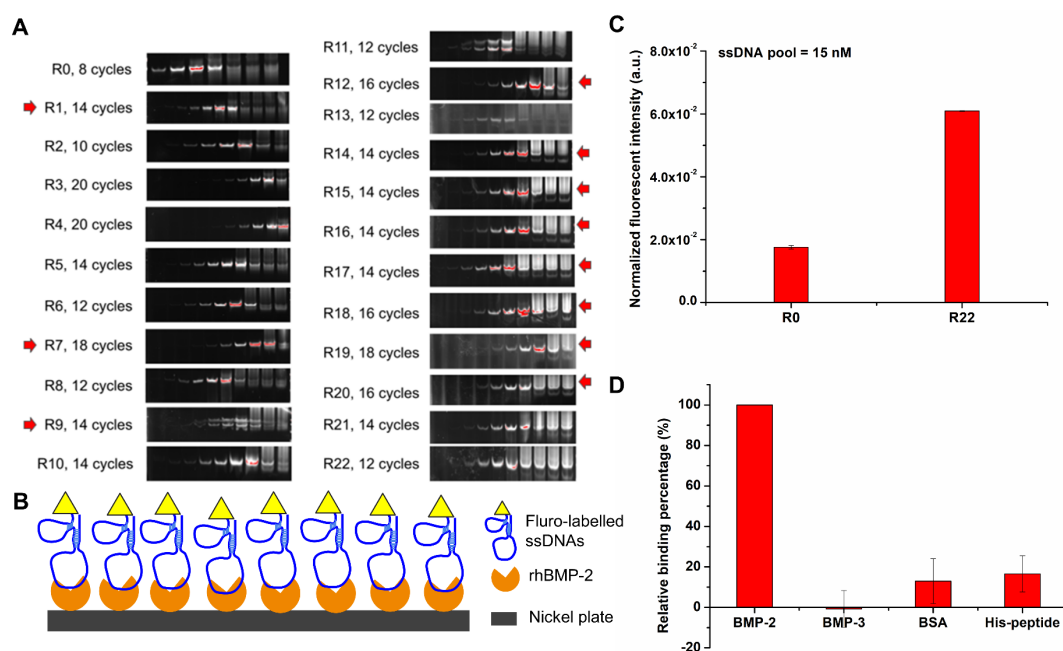 A
R0, 8 cycles
R1, 14 cycles
R2, 10 cycles
R3, 20 cycles
R4, 20 cycles
R5, 14 cycles
R6, 12 cycles
R7, 18 cycles
R8, 12 cycles
R9, 14 cycles
R10, 14 cycles
R11, 12 cycles
R12, 16 cycles
R13, 12 cycles
R14, 14 cycles
R15, 14 cycles
R16, 14 cycles
R17, 14 cycles
R18, 16 cycles
R19, 18 cycles
R20, 16 cycles
R21, 14 cycles
R22, 12 cycles
B
Fluro-labelled
ssDNAs
rhBMP-2
Nickel plate
C
Normalized fluorescent intensity (a.u.)
8.0x10⁻²
6.0x10⁻²
4.0x10⁻²
2.0x10⁻²
0.0
ssDNA pool = 15 nM
R0 R22
D
Relative binding percentage (%)
100
80
60
40
20
0
-20
BMP-2 BMP-3 BSA His-peptide